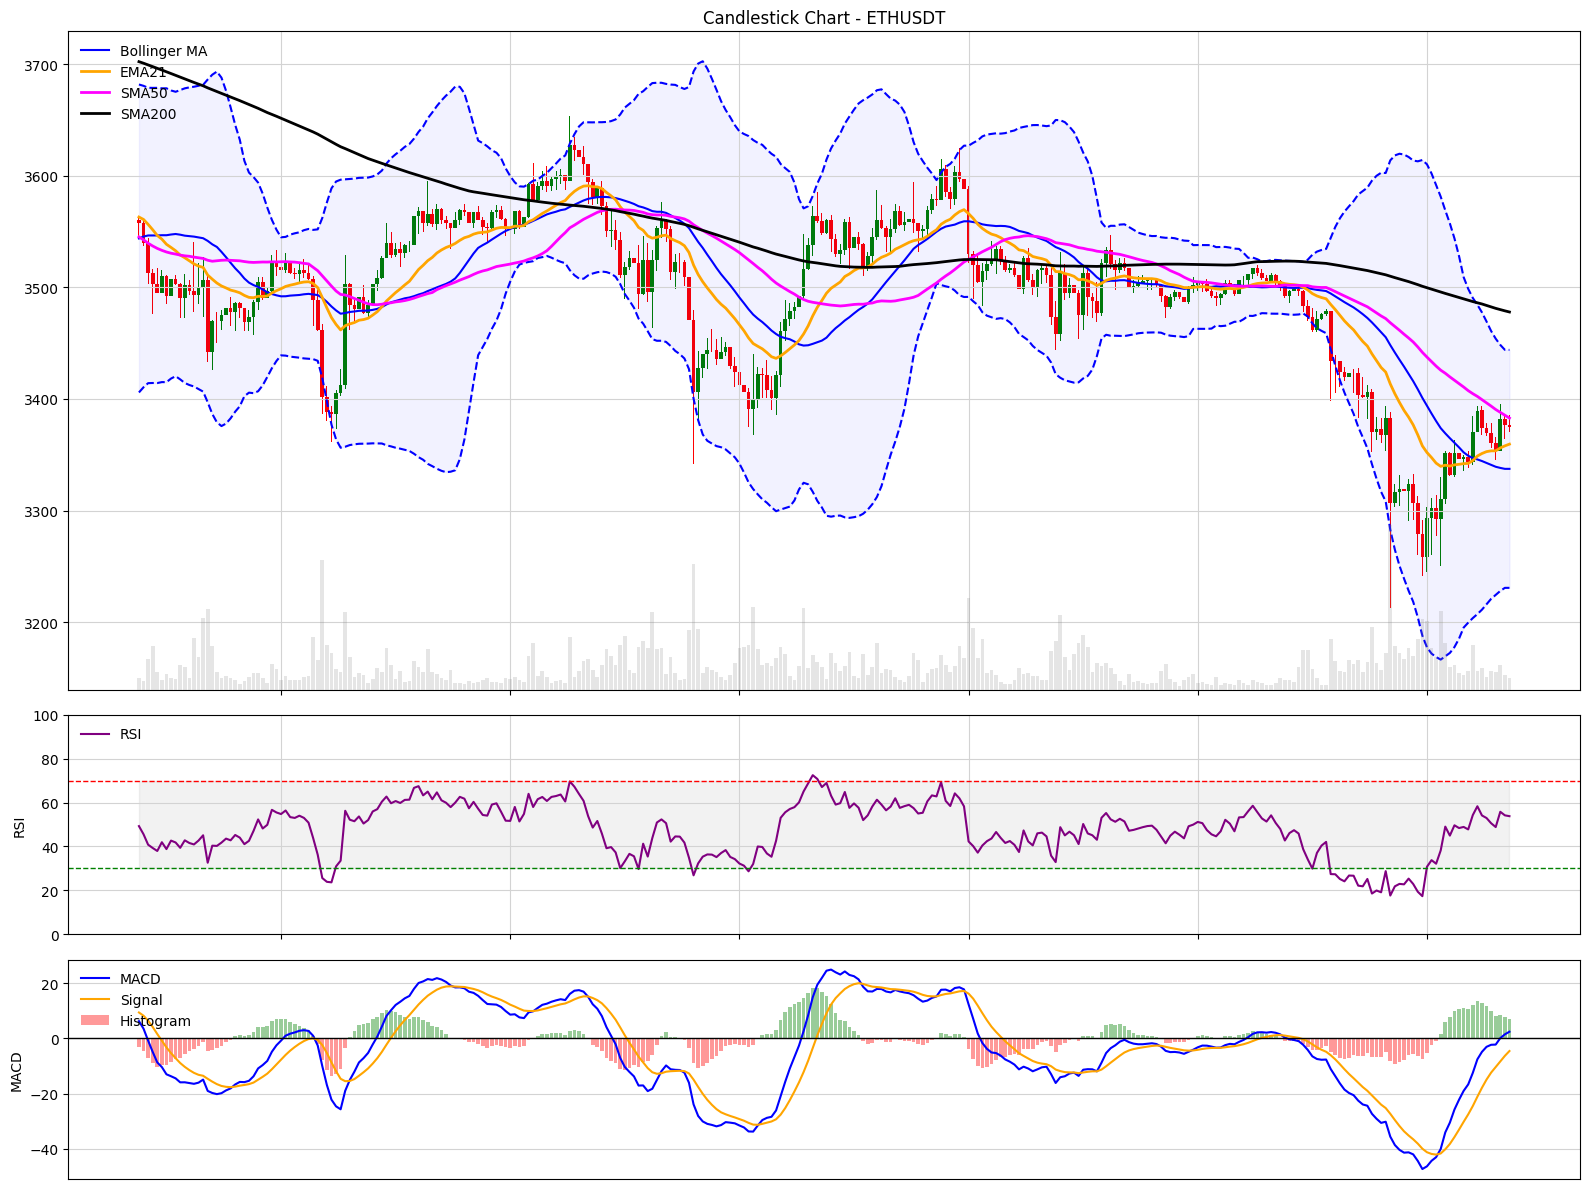 Candlestick Chart - ETHUSDT
Bollinger MA
EMA21
SMA50
SMA200
3700
3600
3500
3400
3300
3200
RSI
100
80
60
40
20
0
RSI
MACD
Signal
Histogram
20
0
−20
−40
MACD